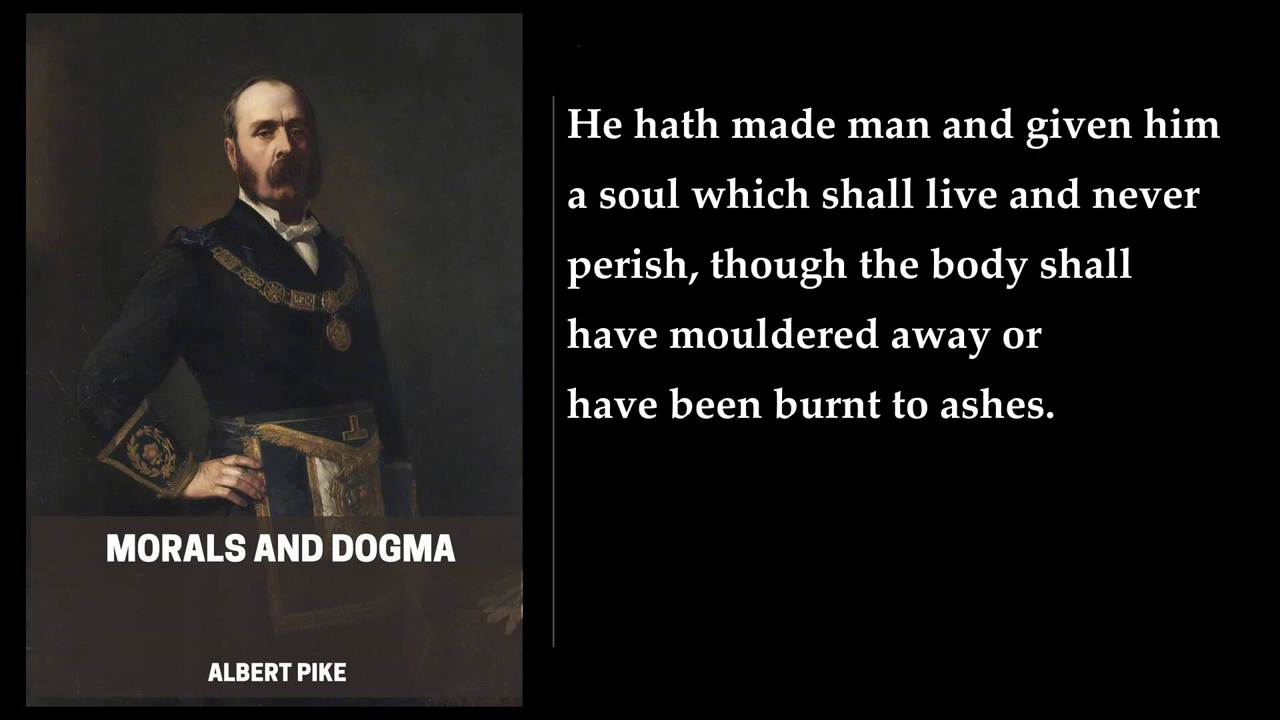 He hath made man and given him
a soul which shall live and never
perish, though the body shall
have mouldered away or
have been burnt to ashes.
MORALS AND DOGMA
ALBERT PIKE